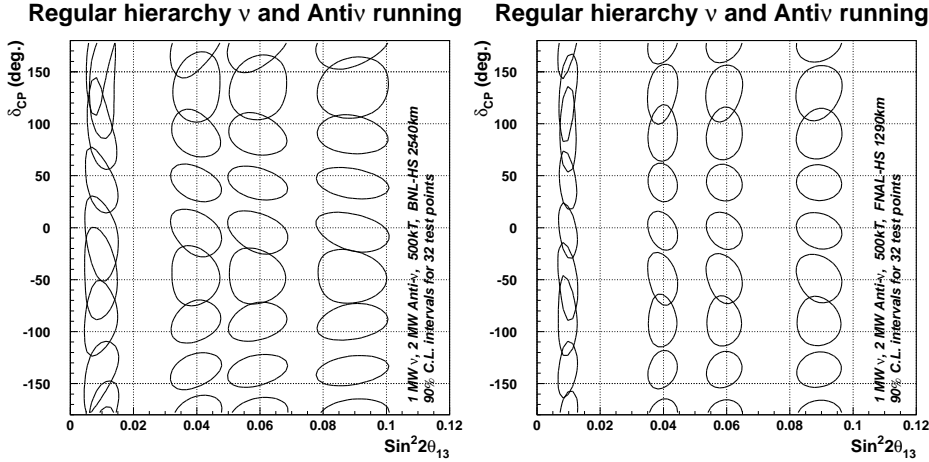 Regular hierarchy ν and Antiν running
δCP (deg.)
150
100
50
0
-50
-100
-150
0
0.02
0.04
0.06
0.08
0.1
0.12
Sin²2θ13
1 MW ν, 2 MW Anti-ν, 500kT, BNL-HS 2540km
90% C.L. intervals for 32 test points
Regular hierarchy ν and Antiν running
δCP (deg.)
150
100
50
0
-50
-100
-150
0
0.02
0.04
0.06
0.08
0.1
0.12
Sin²2θ13
1 MW ν, 2 MW Anti-ν, 500kT, FNAL-HS 1290km
90% C.L. intervals for 32 test points